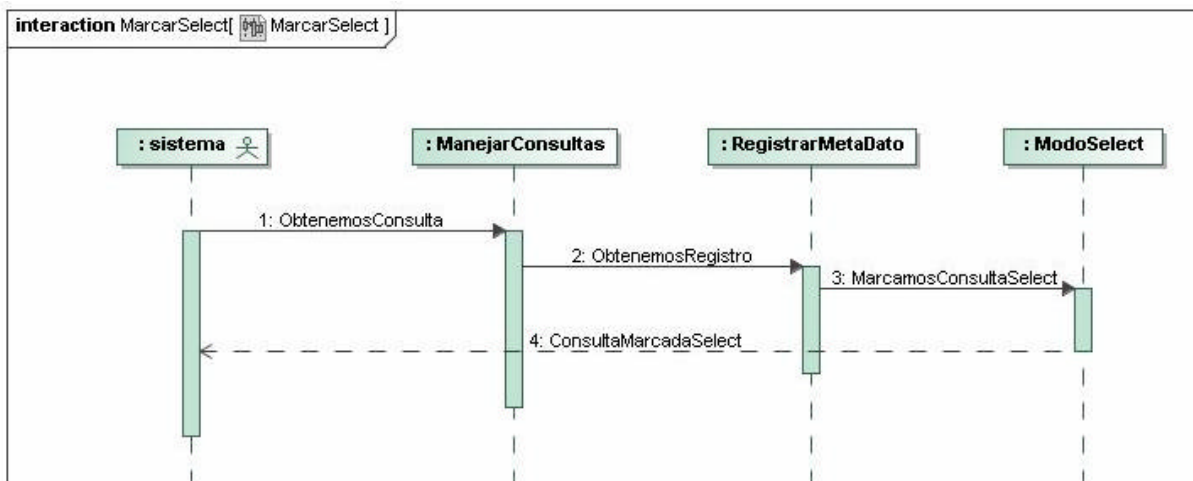 interaction MarcarSelect[ MarcarSelect ]
: sistema
: ManejarConsultas
: RegistrarMetaDato
: ModoSelect
1: ObtenemosConsulta
2: ObtenemosRegistro
3: MarcamosConsultaSelect
4: ConsultaMarcadaSelect